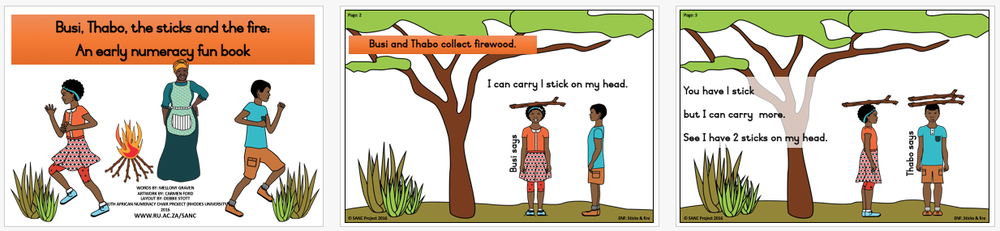 Busi, Thabo, the sticks and the fire:
An early numeracy fun book
WORDS BY: MELLONY GRAVEN
ARTWORK BY: CARMEN FORD
LAYOUT BY: DEBBIE STOTT
UTH AFRICAN NUMERACY CHAIR PROJECT (RHODES UNIVERSITY)
2016
WWW.RU.AC.ZA/SANC
Page: 2
Busi and Thabo collect firewood.
I can carry 1 stick on my head.
Busi says
© SANC Project 2016
ENF: Sticks & fire
Page: 3
You have 1 stick
but I can carry more.
See I have 2 sticks on my head.
Thabo says
© SANC Project 2016
ENF: Sticks & fire